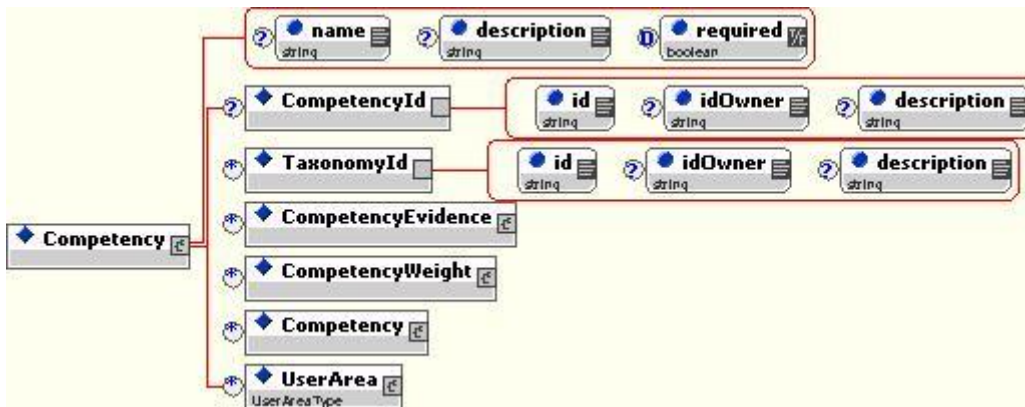 ? name ? description D required T/F
string string boolean
? CompetencyId id ? idOwner ? description
string string string
* TaxonomyId id ? idOwner ? description
string string string
Competency
* CompetencyEvidence
* CompetencyWeight
* Competency
* UserArea
UserAreaType